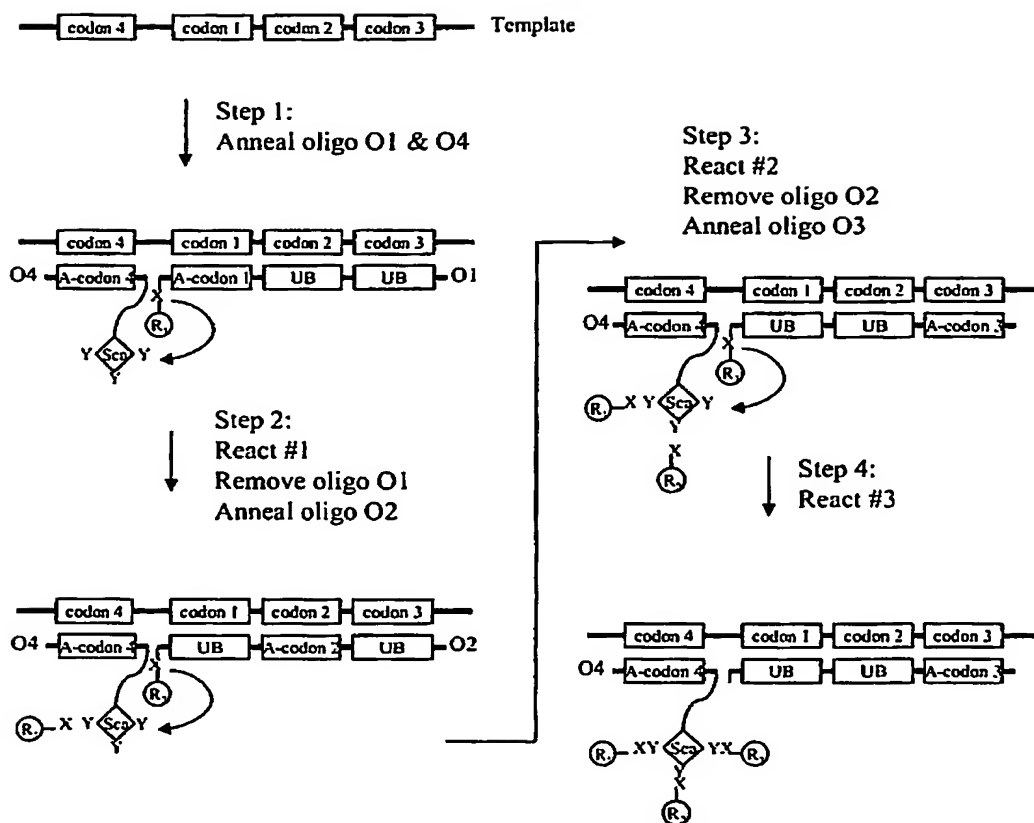 codon 4 codon 1 codon 2 codon 3 Template
Step 1:
Anneal oligo O1 & O4
codon 4 codon 1 codon 2 codon 3
O4 A-codon 4 A-codon 1 UB UB O1
X
R
Y Sca Y
Y
Step 2:
React #1
Remove oligo O1
Anneal oligo O2
codon 4 codon 1 codon 2 codon 3
O4 A-codon 4 UB A-codon 2 UB O2
X
R
R X Y Sca Y
Y
Step 3:
React #2
Remove oligo O2
Anneal oligo O3
codon 4 codon 1 codon 2 codon 3
O4 A-codon 4 UB UB A-codon 3
X
R
R X Y Sca Y
Y
X
R
Step 4:
React #3
codon 4 codon 1 codon 2 codon 3
O4 A-codon 4 UB UB A-codon 3
R XY Sca YX R
Y
X
R